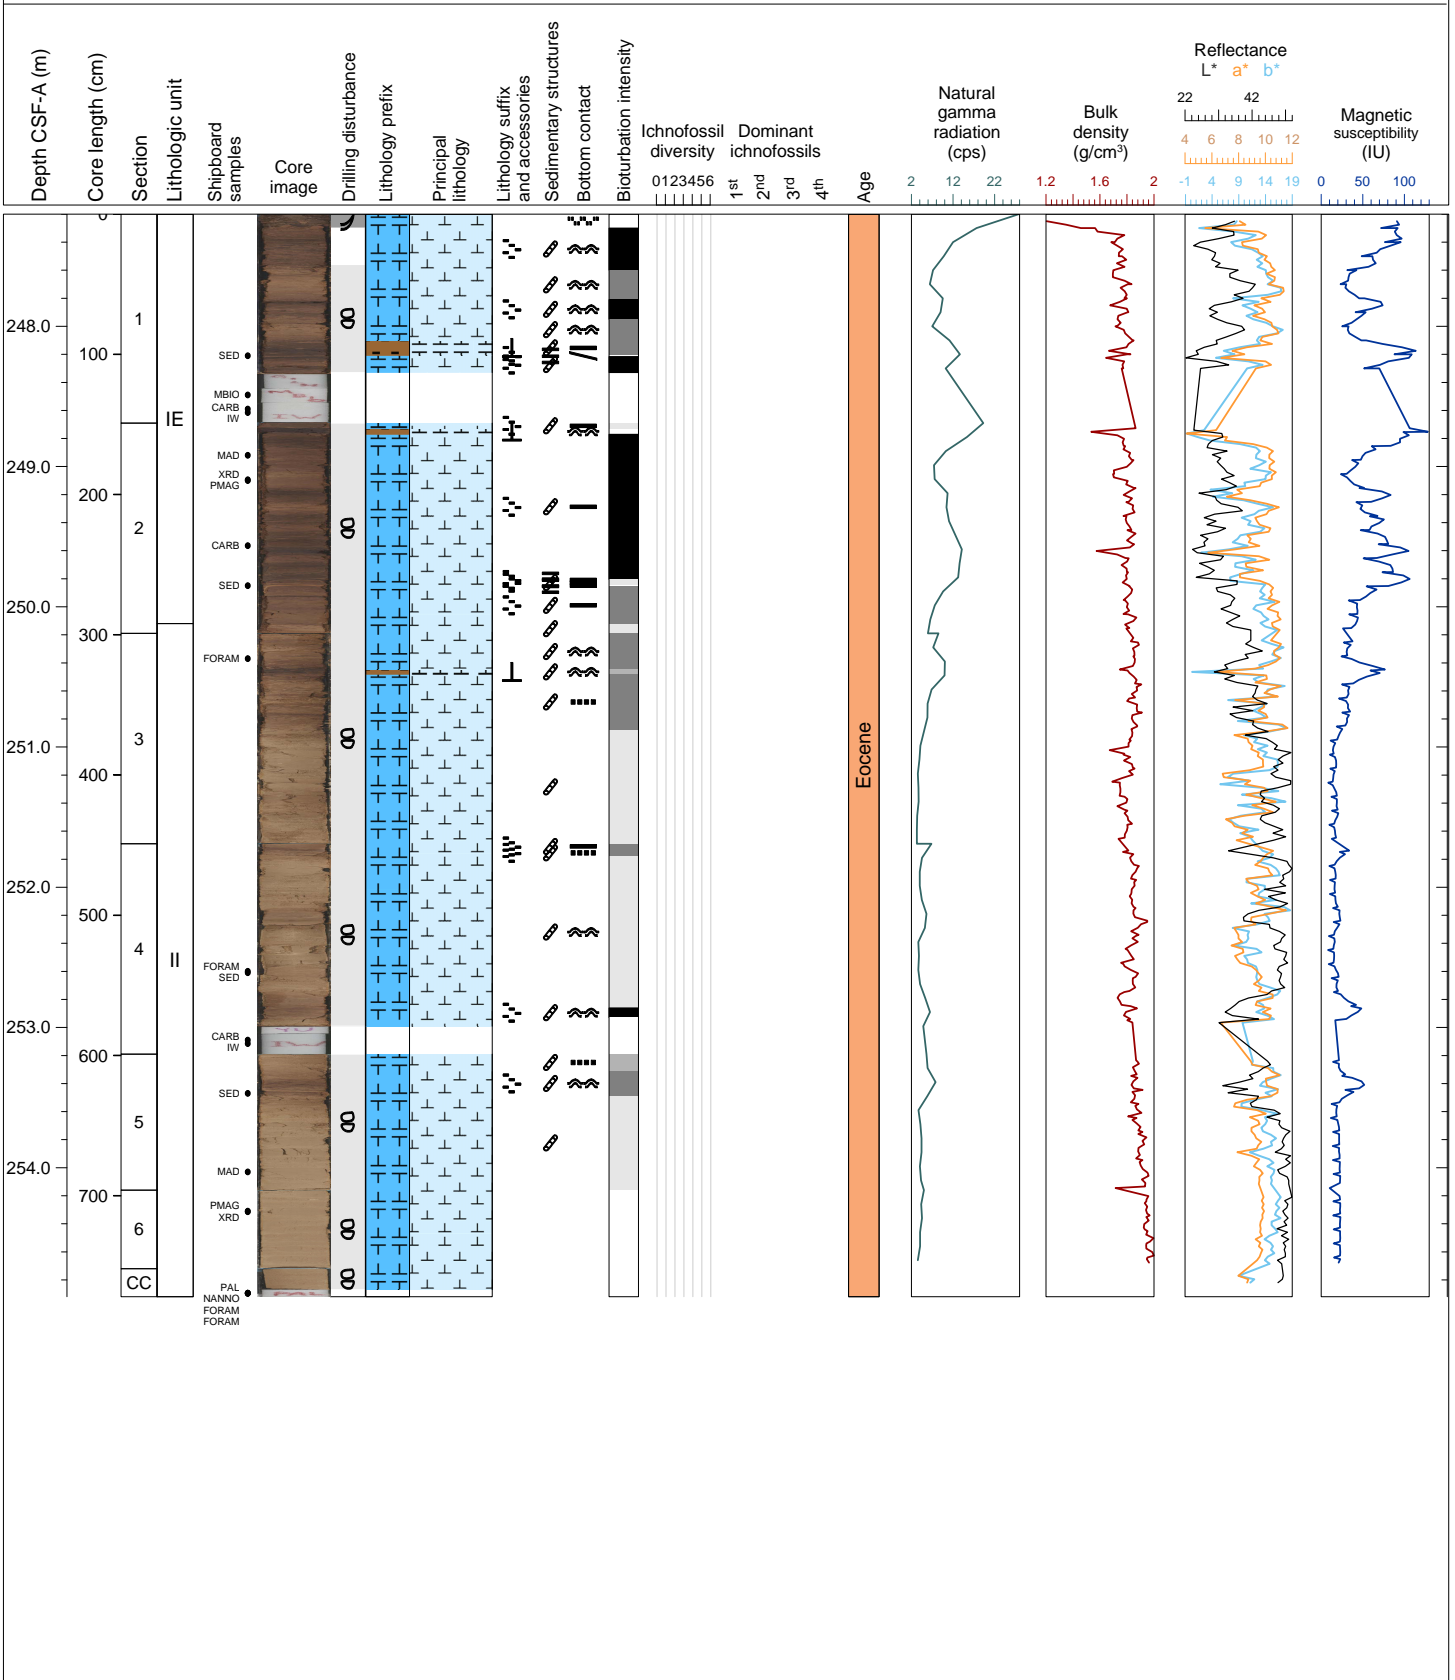 Depth CSF-A (m)
Core length (cm)
Section
Lithologic unit
Shipboard
samples
Core
image
Drilling disturbance
Lithology prefix
Principal
lithology
Lithology suffix
and accessories
Sedimentary structures
Bottom contact
Bioturbation intensity
Ichnofossil
diversity
0123456
Dominant
ichnofossils
1st 2nd 3rd 4th
Age
Natural
gamma
radiation
(cps)
2 12 22
Bulk
density
(g/cm³)
1.2 1.6 2
Reflectance
L* a* b*
22 42
4 6 8 10 12
-1 4 9 14 19
Magnetic
susceptibility
(IU)
0 50 100
248.0
249.0
250.0
251.0
252.0
253.0
254.0
0
100
200
300
400
500
600
700
1
2
3
4
5
6
CC
IE
II
SED
MBIO
CARB
IW
MAD
XRD
PMAG
CARB
SED
FORAM
FORAM
SED
CARB
IW
SED
MAD
PMAG
XRD
PAL
NANNO
FORAM
FORAM
Eocene